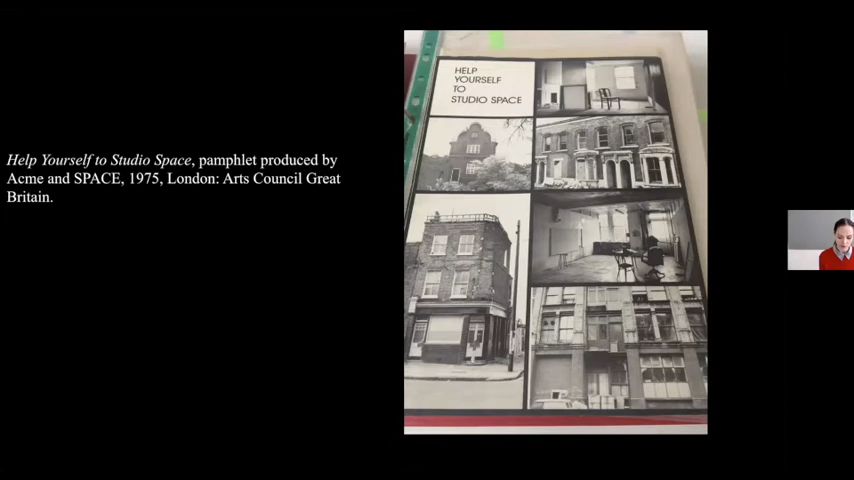 Help Yourself to Studio Space, pamphlet produced by
Acme and SPACE, 1975, London: Arts Council Great
Britain.
HELP
YOURSELF
TO
STUDIO SPACE